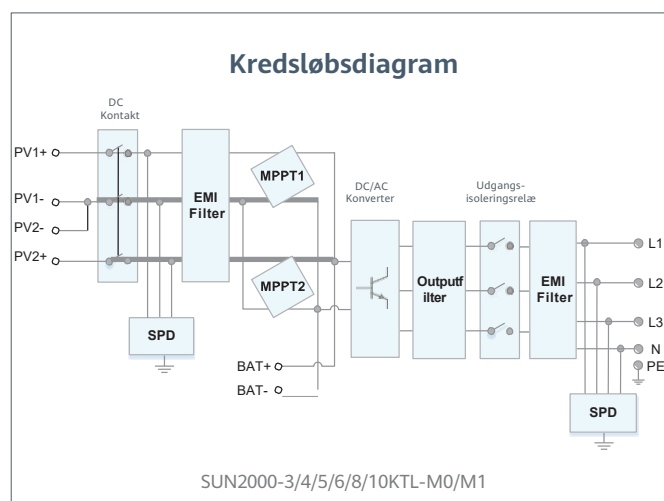 Kredsløbsdiagram
DC
Kontakt
PV1+
PV1-
PV2-
PV2+
EMI
Filter
MPPT1
MPPT2
SPD
BAT+
BAT-
DC/AC
Konverter
Outputf
ilter
Udgangs-
isoleringsrelæ
EMI
Filter
L1
L2
L3
N
PE
SPD
SUN2000-3/4/5/6/8/10KTL-M0/M1